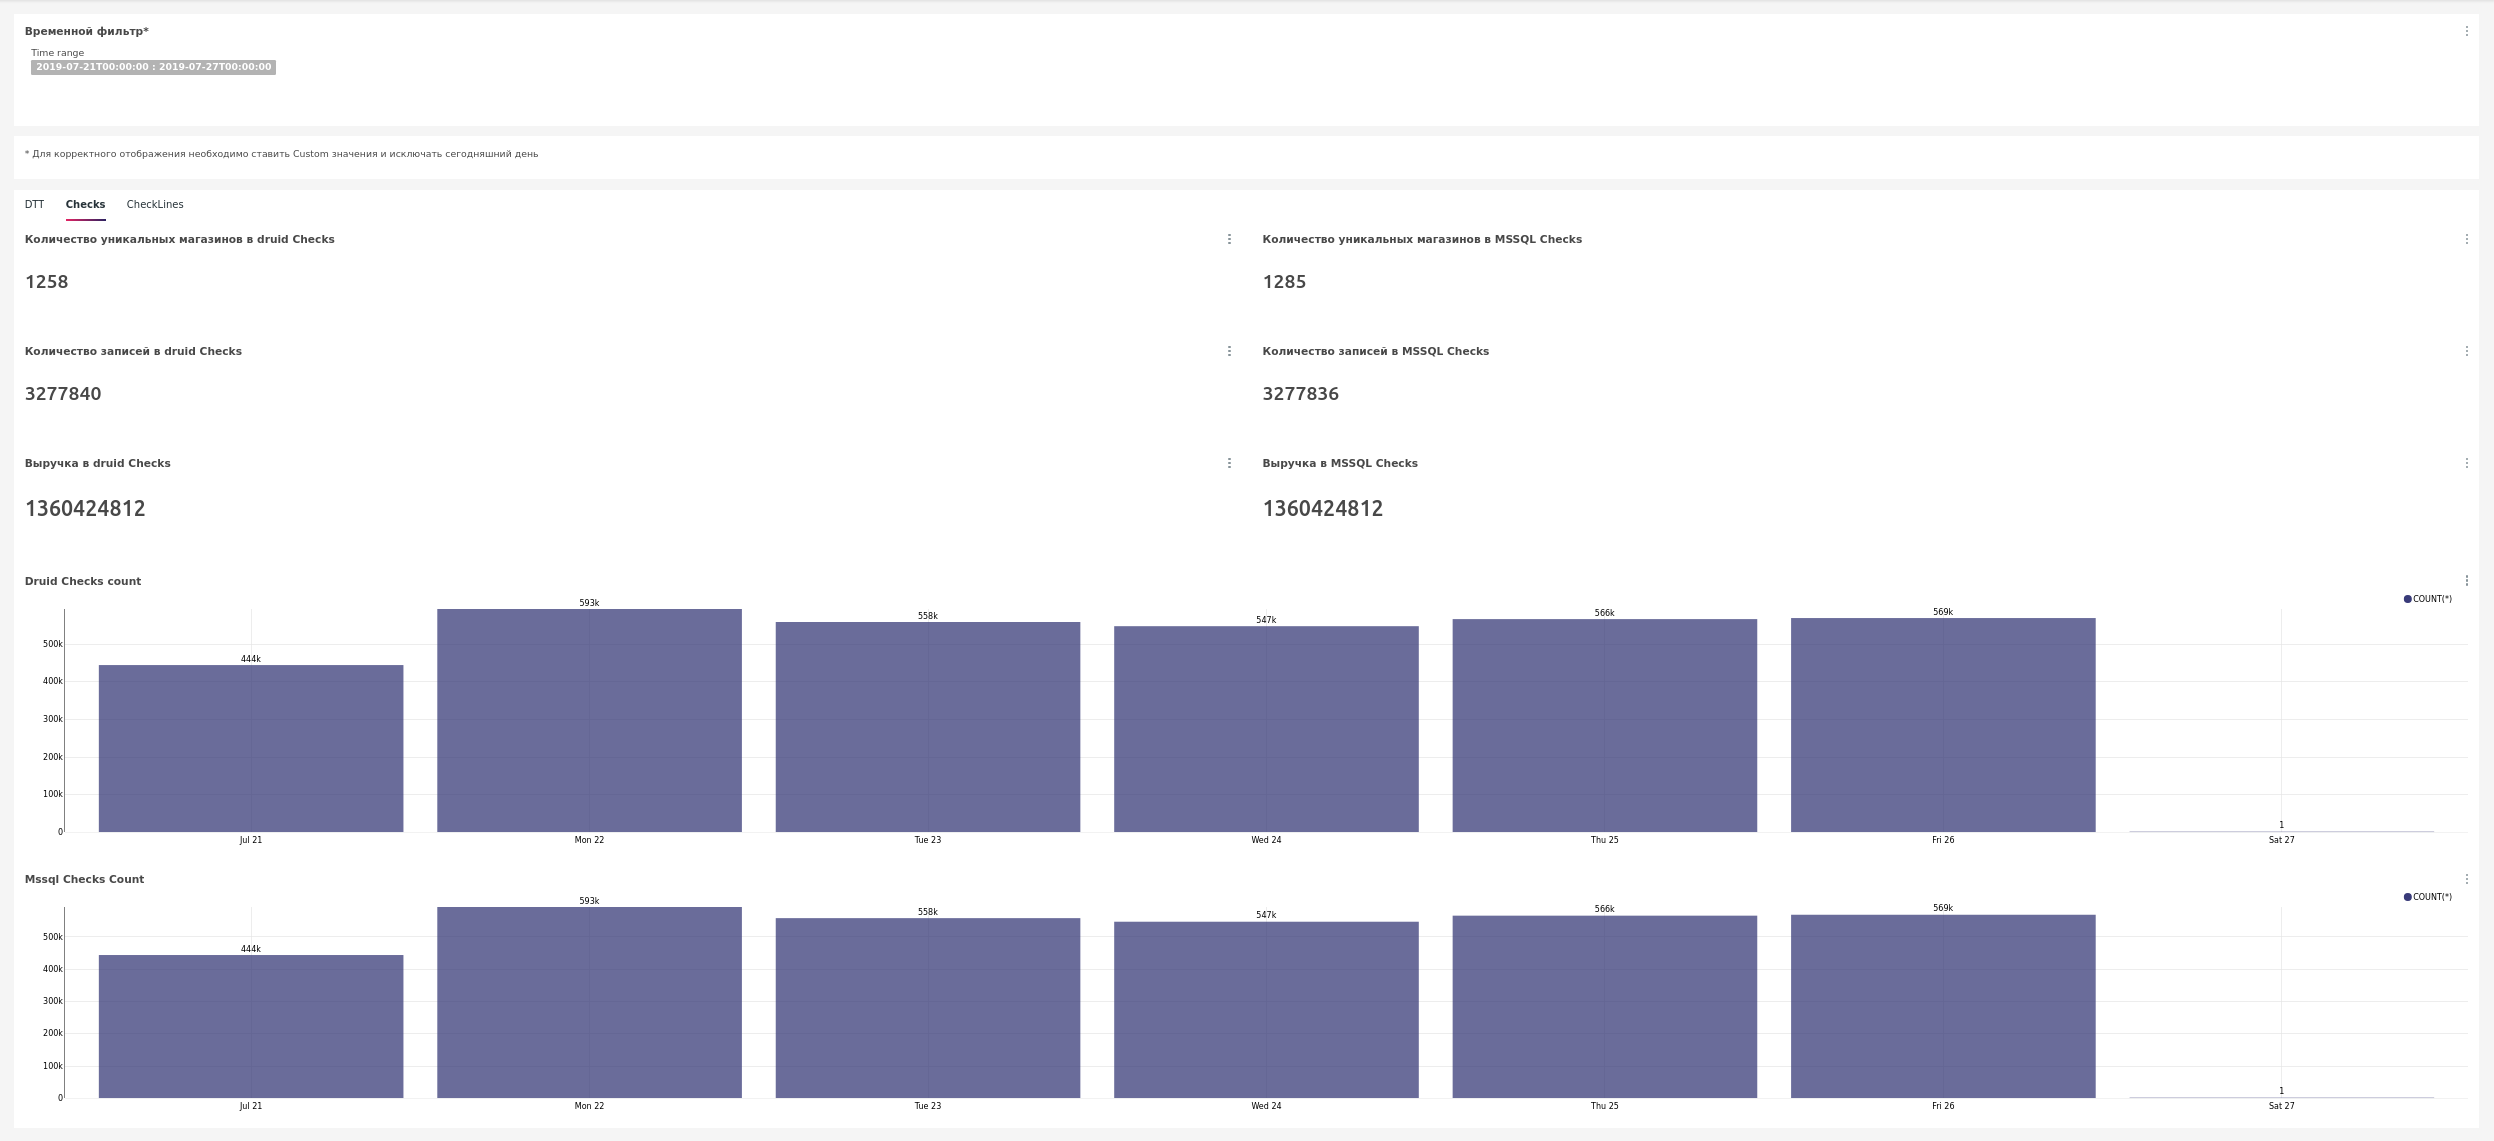 Временной фильтр*
Time range
2019-07-21T00:00:00 : 2019-07-27T00:00:00
* Для корректного отображения необходимо ставить Custom значения и исключать сегодняшний день
DTT Checks CheckLines
Количество уникальных магазинов в druid Checks
1258
Количество уникальных магазинов в MSSQL Checks
1285
Количество записей в druid Checks
3277840
Количество записей в MSSQL Checks
3277836
Выручка в druid Checks
1360424812
Выручка в MSSQL Checks
1360424812
Druid Checks count
COUNT(*)
593k
569k
566k
558k
547k
444k
1
500k
400k
300k
200k
100k
0
Jul 21 Mon 22 Tue 23 Wed 24 Thu 25 Fri 26 Sat 27
Mssql Checks Count
COUNT(*)
593k
569k
566k
558k
547k
444k
1
500k
400k
300k
200k
100k
0
Jul 21 Mon 22 Tue 23 Wed 24 Thu 25 Fri 26 Sat 27